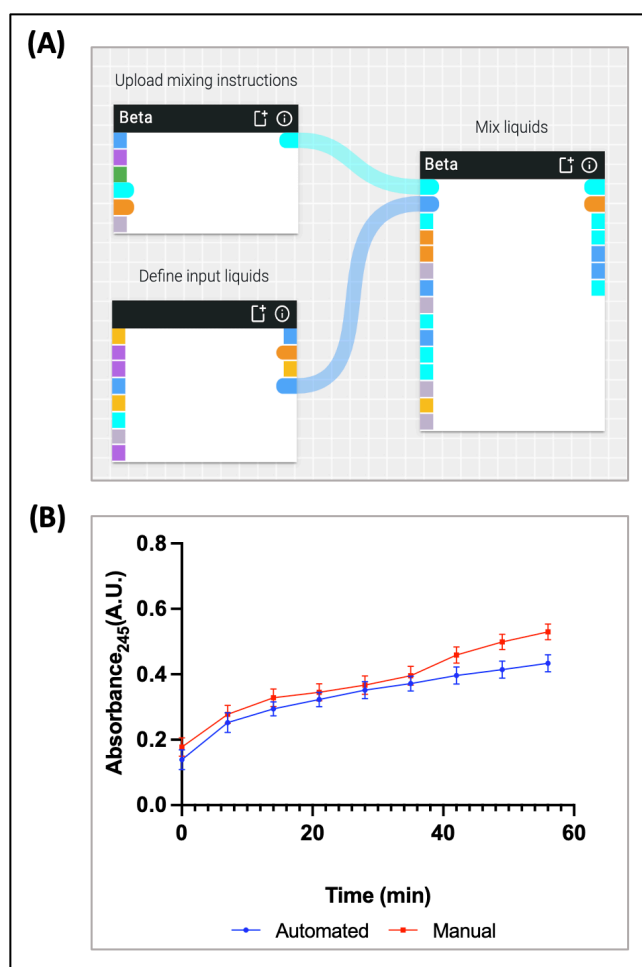 (A)
Upload mixing instructions
Beta
Mix liquids
Beta
Define input liquids
(B)
Absorbance245(A.U.)
0.8
0.6
0.4
0.2
0.0
0 20 40 60
Time (min)
Automated Manual